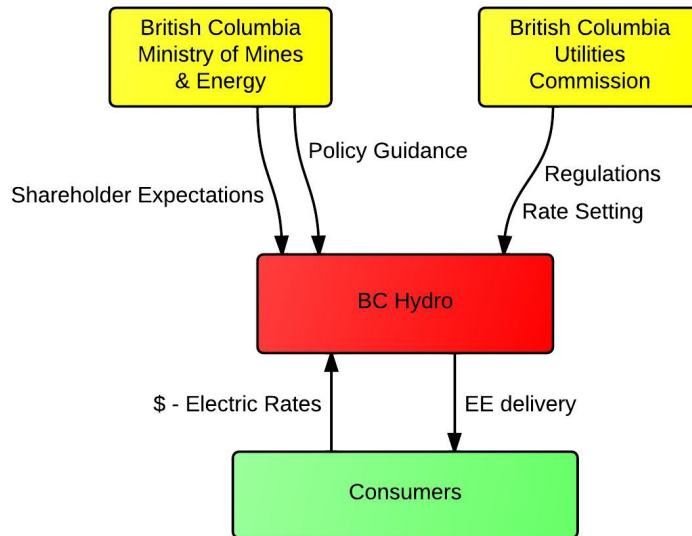 British Columbia
Ministry of Mines
& Energy
British Columbia
Utilities
Commission
Policy Guidance
Shareholder Expectations
Regulations
Rate Setting
BC Hydro
$ - Electric Rates
EE delivery
Consumers